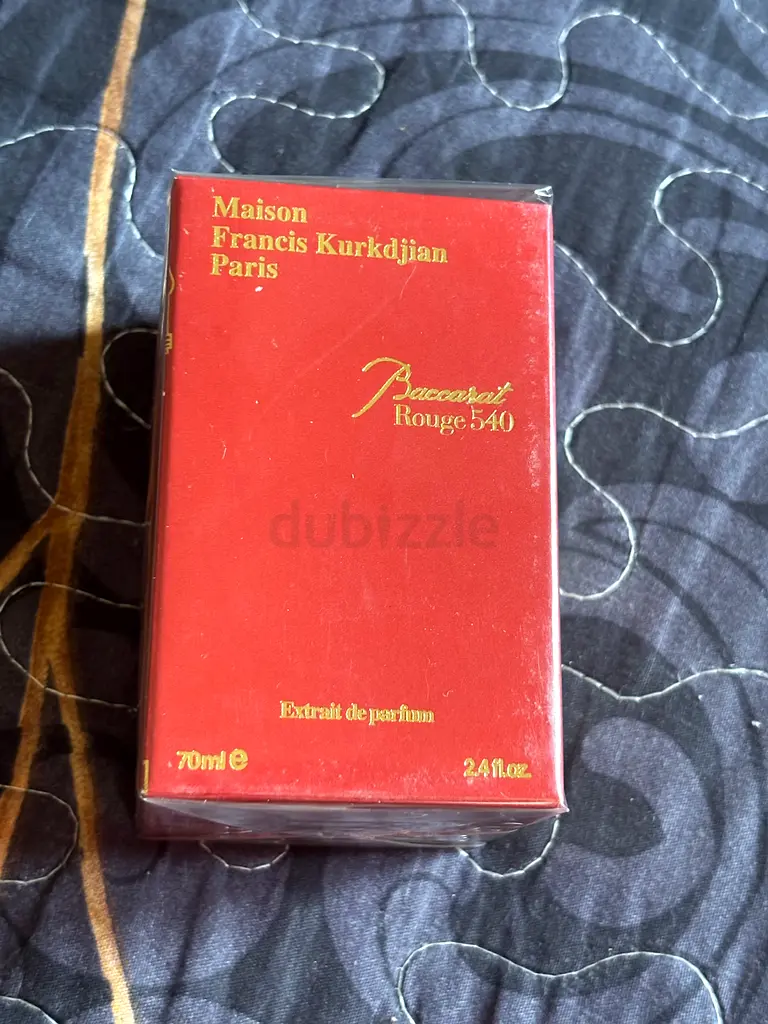 Maison
Francis Kurkdjian
Paris
Baccarat
Rouge 540
dubizzle
Extrait de parfum
70ml e 2.4 fl.oz.